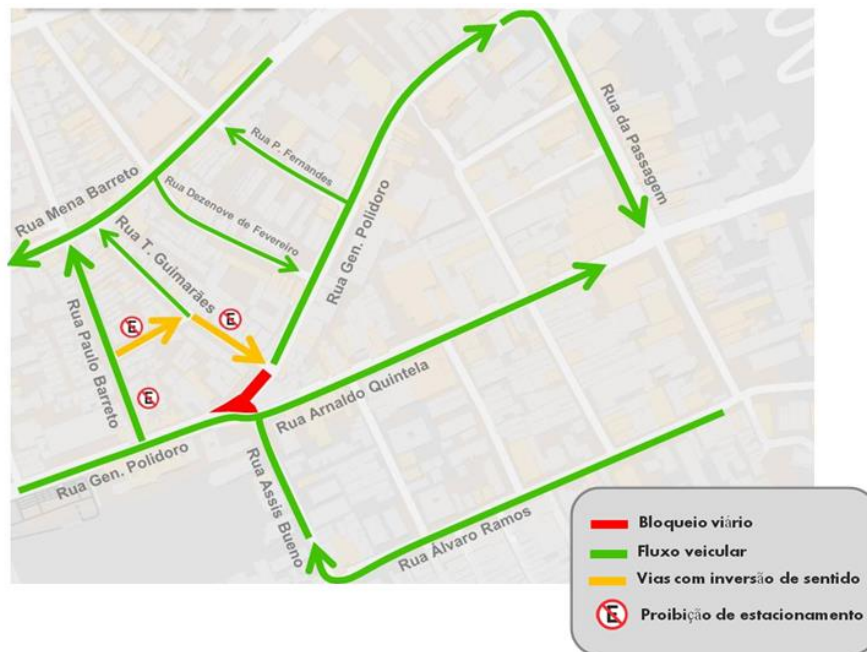 Rua Mena Barreto
Rua P. Fernandes
Rua Dezenove de Fevereiro
Rua T. Guimarães
Rua Gen. Polidoro
Rua da Passagem
E
E
E
Rua Paulo Barreto
Rua Arnaldo Quintela
Rua Gen. Polidoro
Rua Assis Bueno
Rua Álvaro Ramos
Bloqueio viário
Fluxo veicular
Vias com inversão de sentido
E Proibição de estacionamento